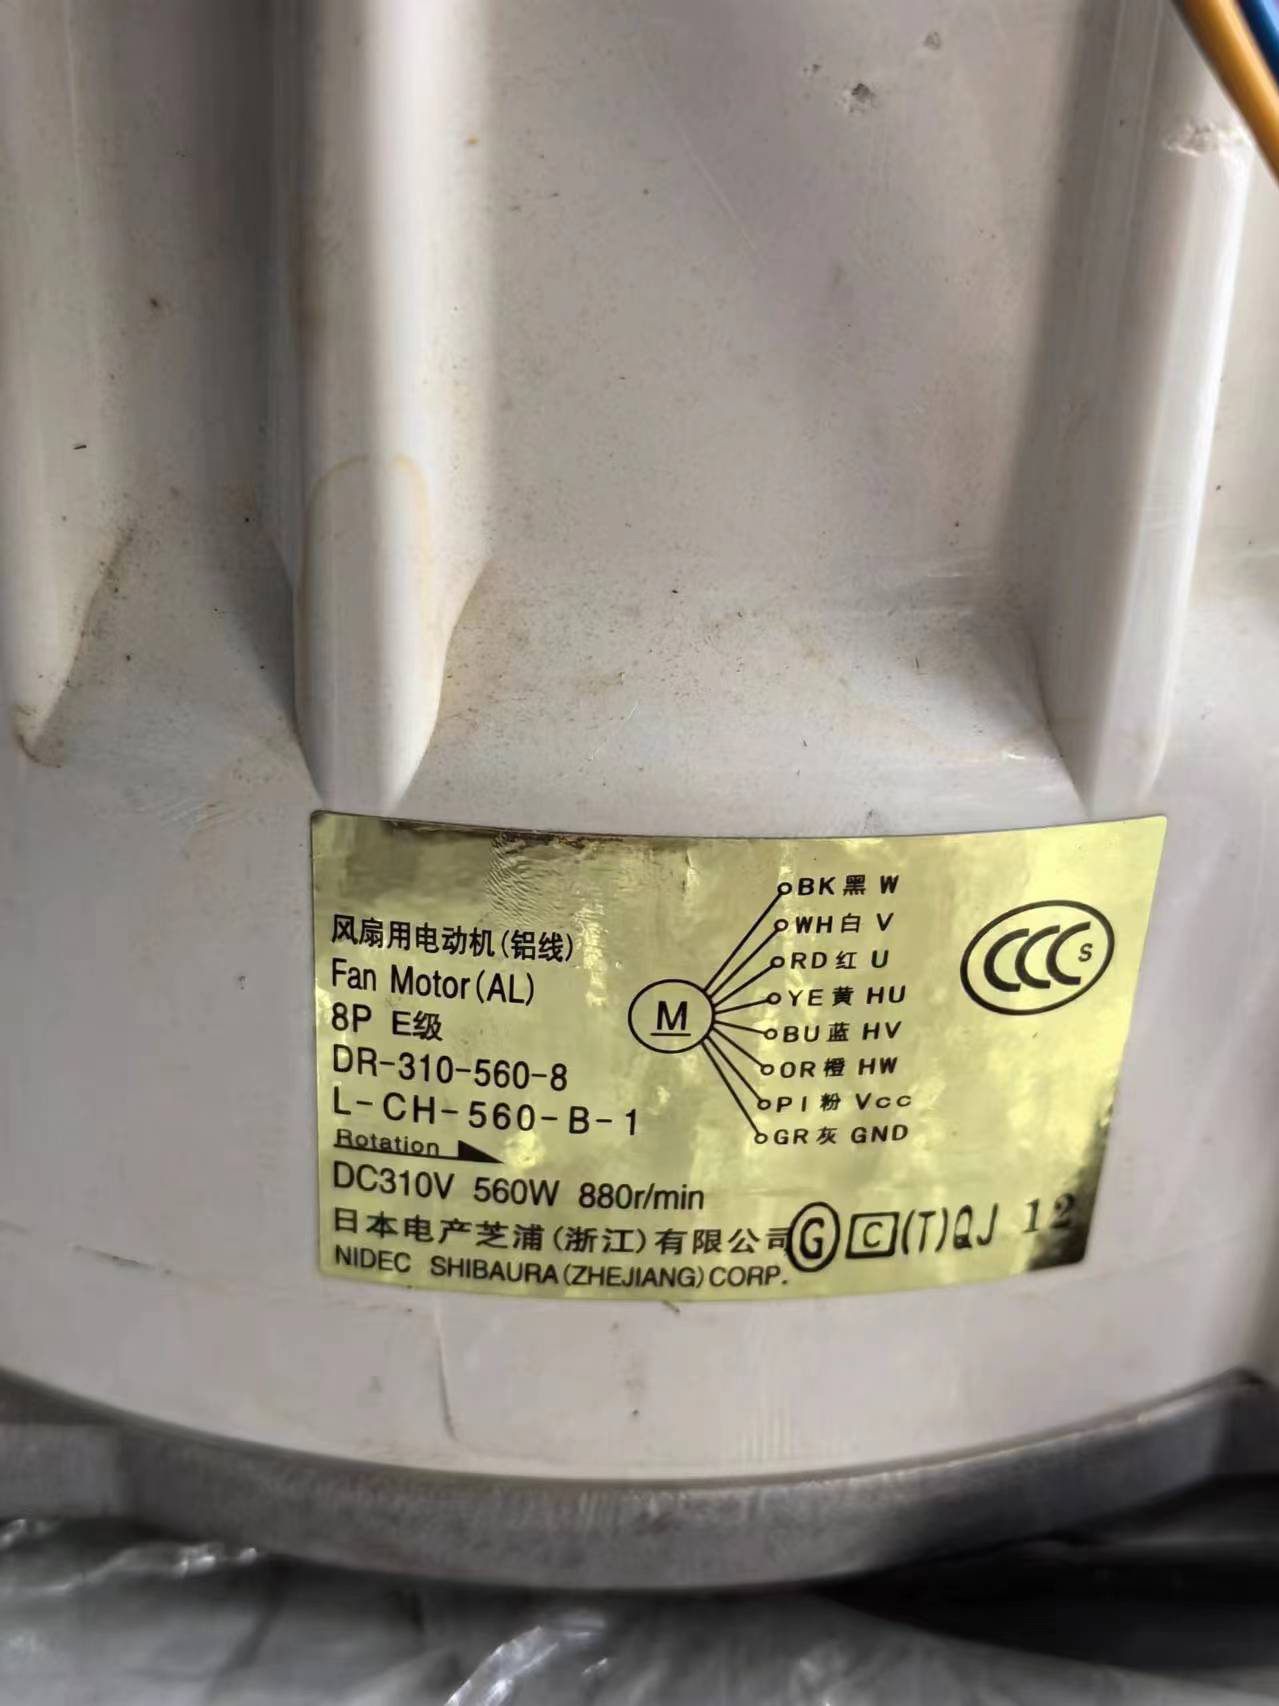 风扇用电动机(铝线)
Fan Motor(AL)
8P E级
DR-310-560-8
L-CH-560-B-1
Rotation
DC310V 560W 880r/min
日本电产芝浦(浙江)有限公司
NIDEC SHIBAURA(ZHEJIANG)CORP.
M
BK 黑 W
WH 白 V
RD 红 U
YE 黄 HU
BU 蓝 HV
OR 橙 HW
PI 粉 Vcc
GR 灰 GND
CCC S
G C (T)QJ 12